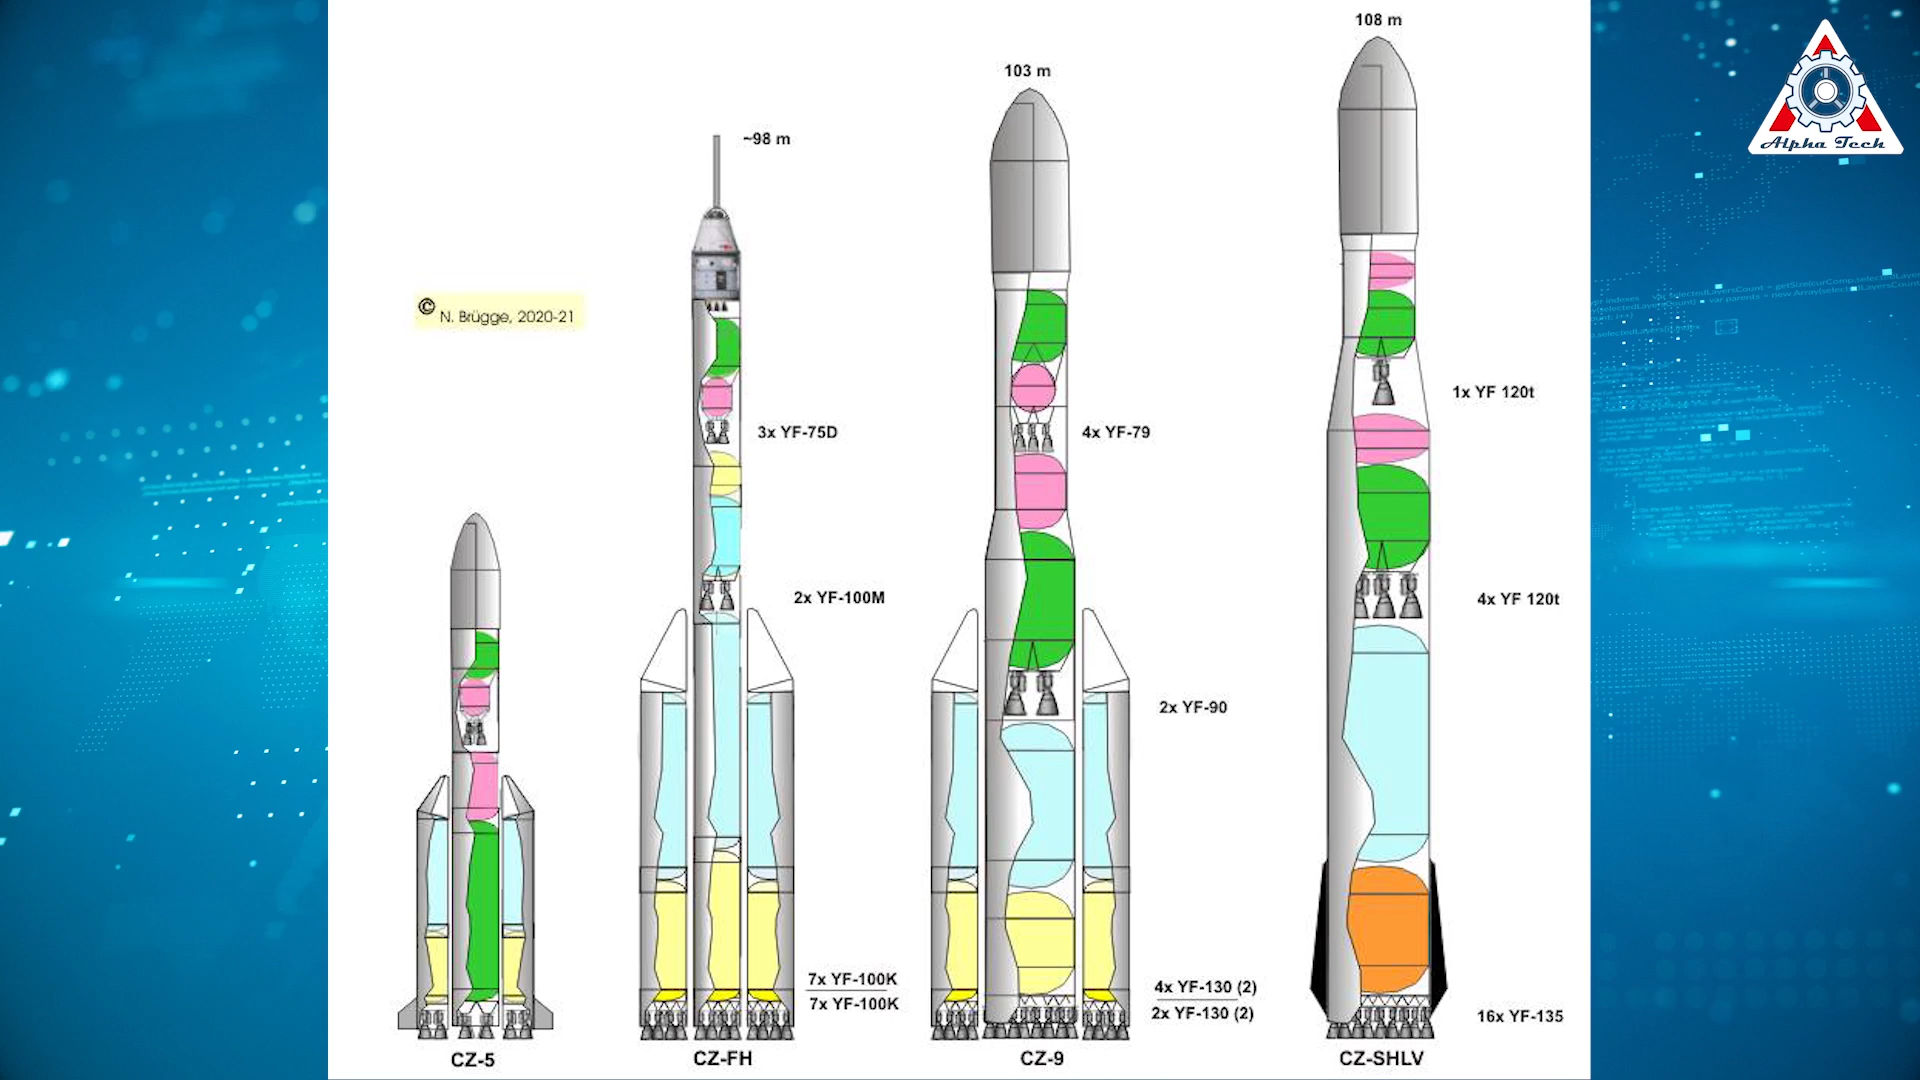 108 m
103 m
~98 m
Alpha Tech
© N. Brügge, 2020-21
1x YF 120t
3x YF-75D
4x YF-79
2x YF-100M
4x YF 120t
2x YF-90
7x YF-100K
7x YF-100K
4x YF-130 (2)
2x YF-130 (2)
16x YF-135
CZ-5
CZ-FH
CZ-9
CZ-SHLV